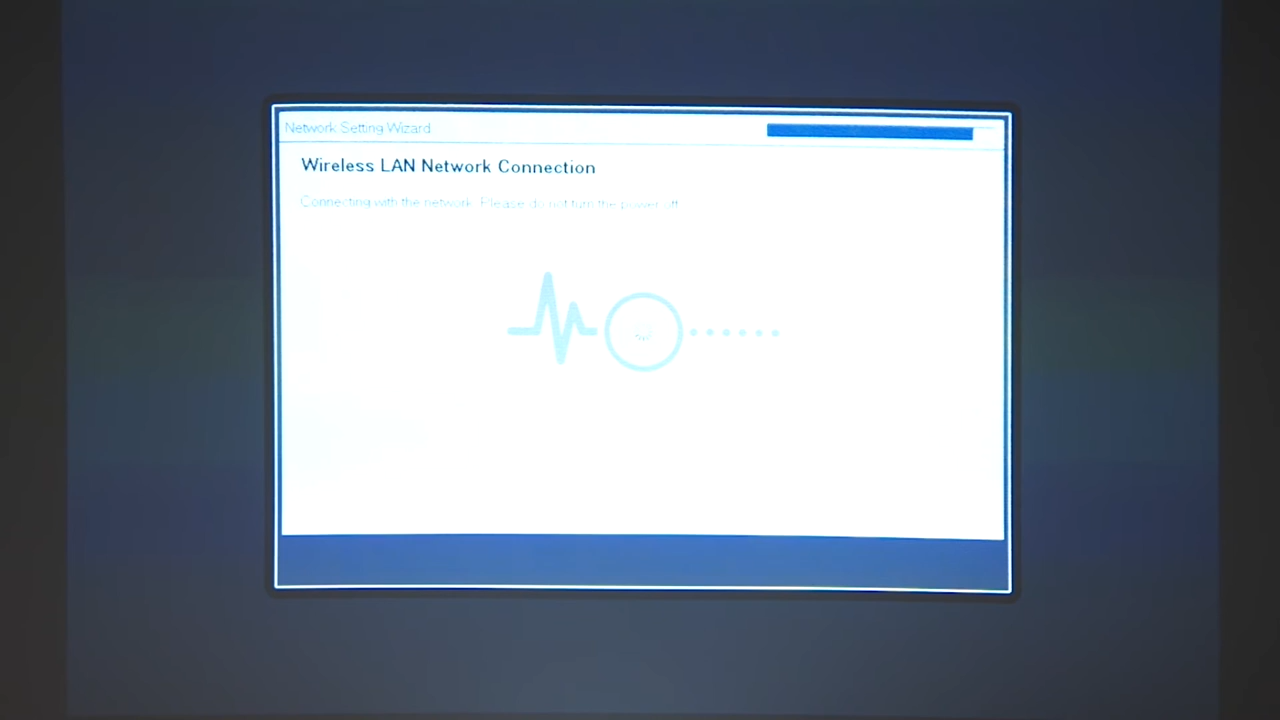 Network Setting Wizard
Wireless LAN Network Connection
Connecting with the network. Please do not turn the power off.